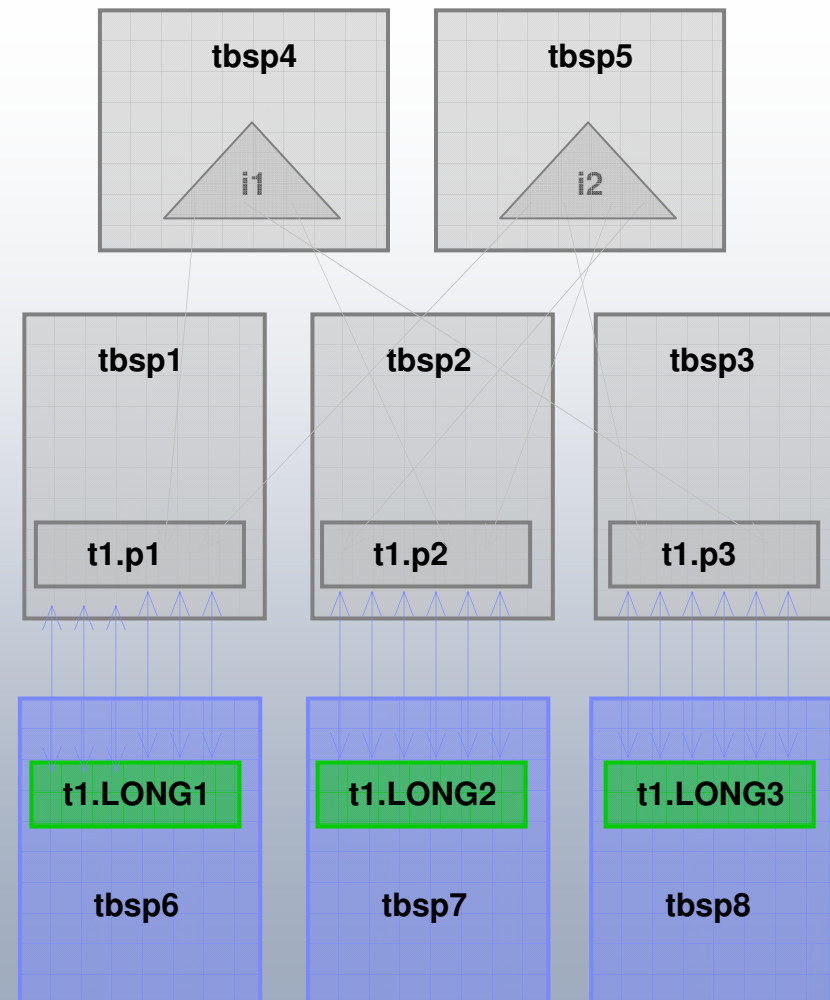 tbsp4
tbsp5
i1
i2
tbsp1
tbsp2
tbsp3
t1.p1
t1.p2
t1.p3
t1.LONG1
t1.LONG2
t1.LONG3
tbsp6
tbsp7
tbsp8